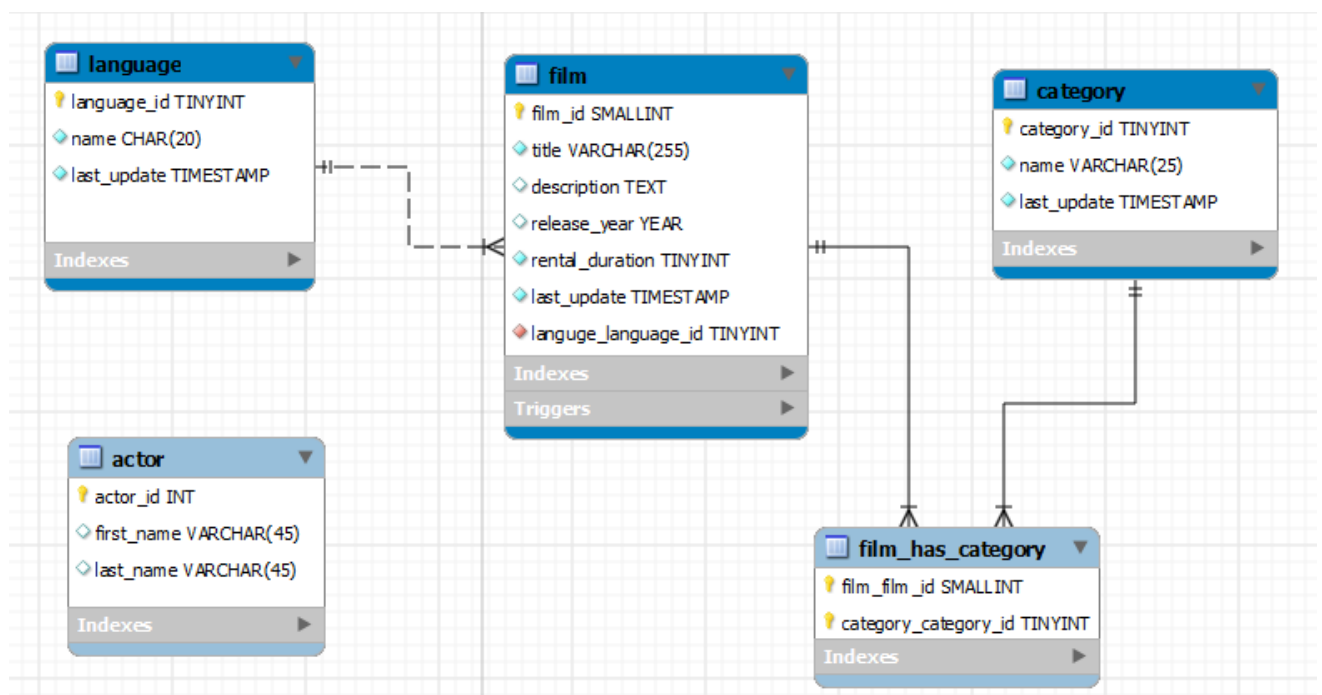 language
language_id TINYINT
name CHAR(20)
last_update TIMESTAMP
Indexes
film
film_id SMALLINT
title VARCHAR(255)
description TEXT
release_year YEAR
rental_duration TINYINT
last_update TIMESTAMP
languge_language_id TINYINT
Indexes
Triggers
category
category_id TINYINT
name VARCHAR(25)
last_update TIMESTAMP
Indexes
actor
actor_id INT
first_name VARCHAR(45)
last_name VARCHAR(45)
Indexes
film_has_category
film_film_id SMALLINT
category_category_id TINYINT
Indexes